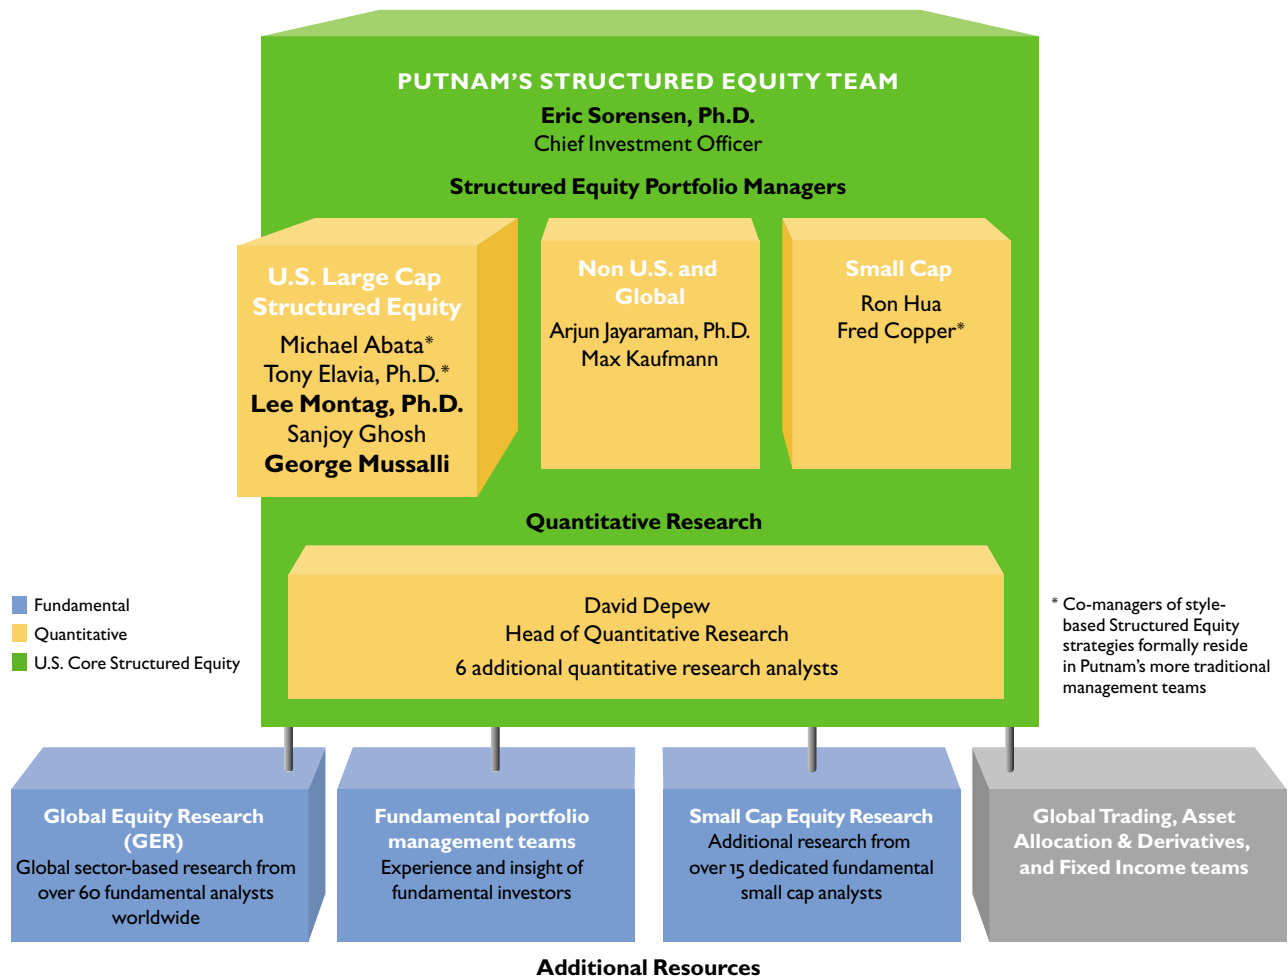 PUTNAM’S STRUCTURED EQUITY TEAM
Eric Sorensen, Ph.D.
Chief Investment Officer
Structured Equity Portfolio Managers
U.S. Large Cap
Structured Equity
Michael Abata*
Tony Elavia, Ph.D.*
Lee Montag, Ph.D.
Sanjoy Ghosh
George Mussalli
Non U.S. and
Global
Arjun Jayaraman, Ph.D.
Max Kaufmann
Small Cap
Ron Hua
Fred Copper*
Quantitative Research
David Depew
Head of Quantitative Research
6 additional quantitative research analysts
Fundamental
Quantitative
U.S. Core Structured Equity
* Co-managers of style-
based Structured Equity
strategies formally reside
in Putnam’s more traditional
management teams
Global Equity Research
(GER)
Global sector-based research from
over 60 fundamental analysts
worldwide
Fundamental portfolio
management teams
Experience and insight of
fundamental investors
Small Cap Equity Research
Additional research from
over 15 dedicated fundamental
small cap analysts
Global Trading, Asset
Allocation & Derivatives,
and Fixed Income teams
Additional Resources